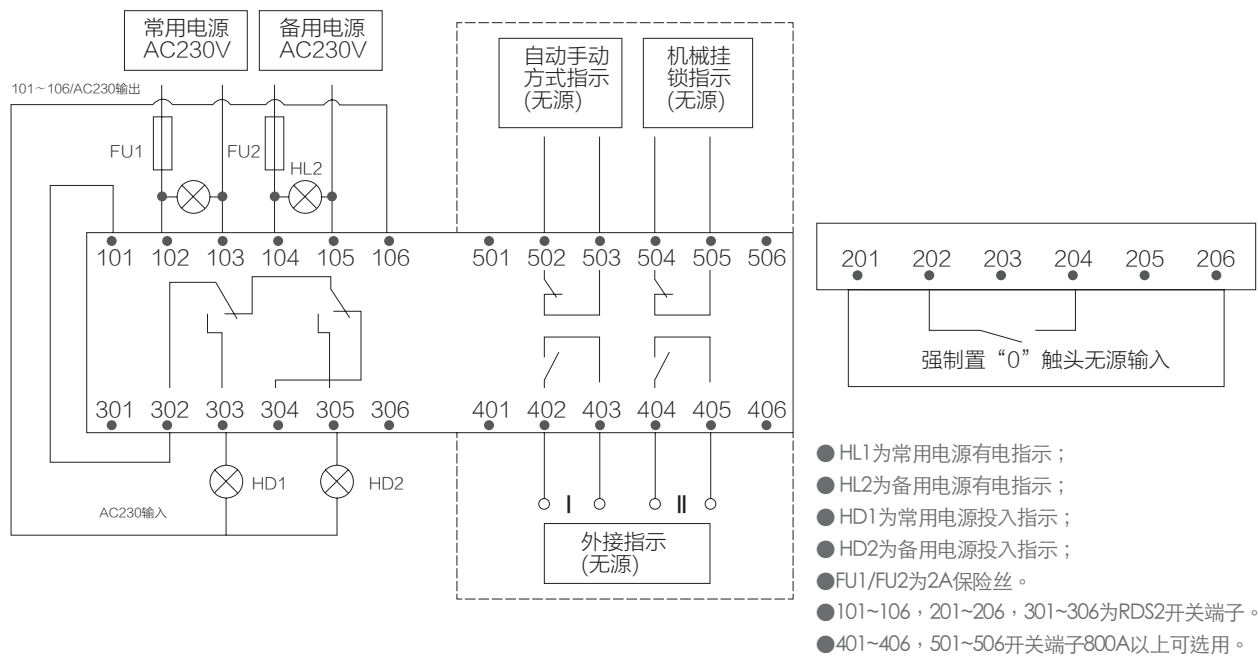 常用电源
AC230V
备用电源
AC230V
自动手动
方式指示
(无源)
机械挂
锁指示
(无源)
101~106/AC230输出
FU1
FU2
HL2
101 102 103 104 105 106
501 502 503 504 505 506
201 202 203 204 205 206
强制置“0”触头无源输入
301 302 303 304 305 306
401 402 403 404 405 406
HD1
HD2
AC230输入
I
II
外接指示
(无源)
●HL1为常用电源有电指示；
●HL2为备用电源有电指示；
●HD1为常用电源投入指示；
●HD2为备用电源投入指示；
●FU1/FU2为2A保险丝。
●101~106，201~206，301~306为RDS2开关端子。
●401~406，501~506开关端子800A以上可选用。